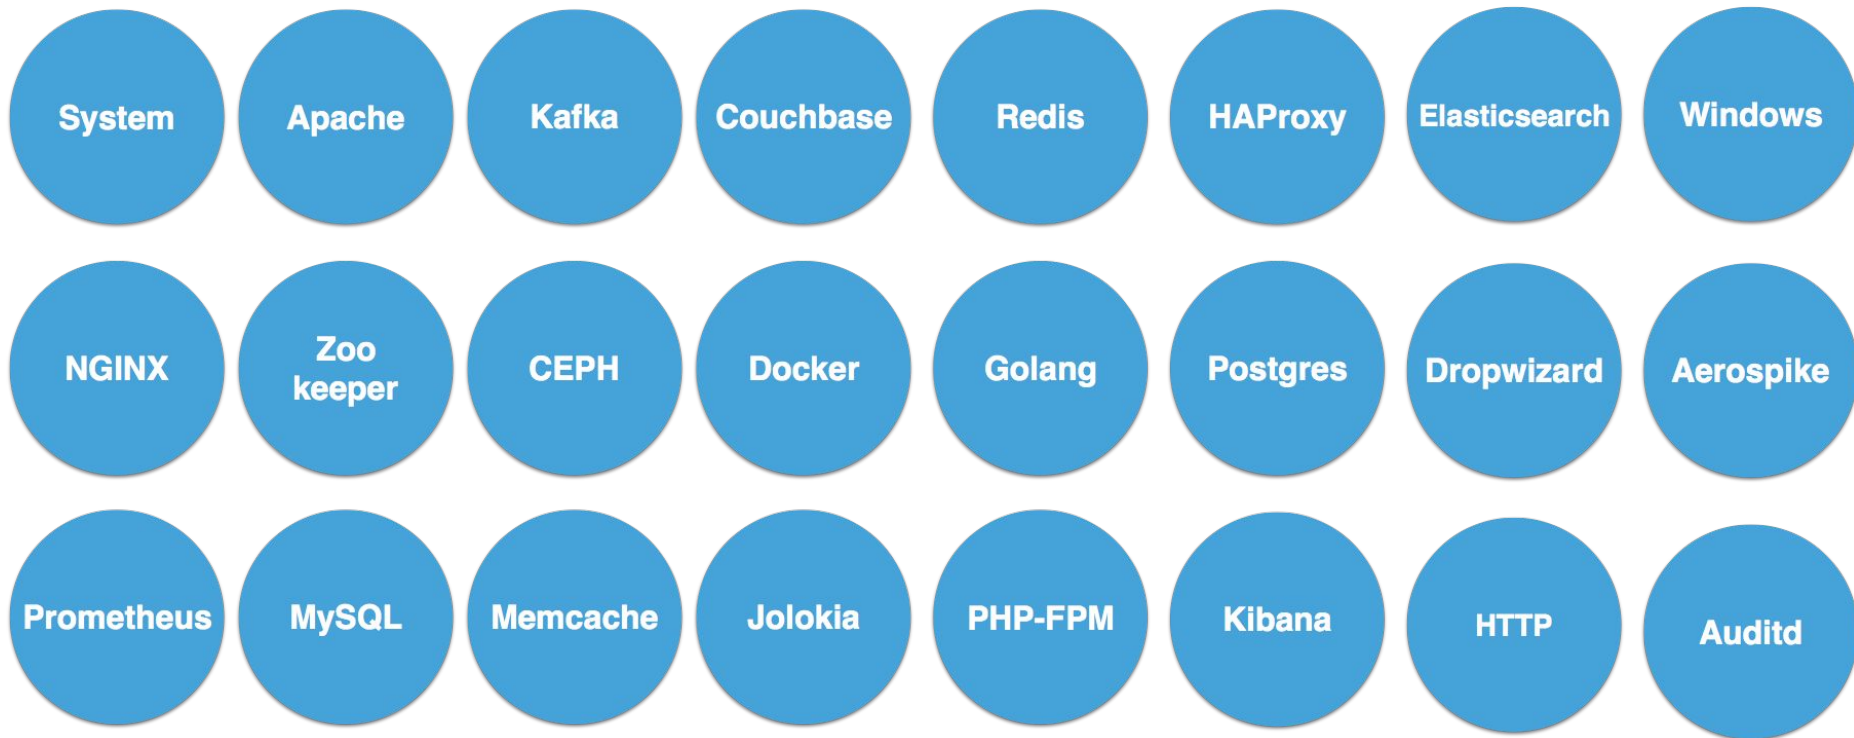 System
Apache
Kafka
Couchbase
Redis
HAProxy
Elasticsearch
Windows
NGINX
Zoo
keeper
CEPH
Docker
Golang
Postgres
Dropwizard
Aerospike
Prometheus
MySQL
Memcache
Jolokia
PHP-FPM
Kibana
HTTP
Auditd